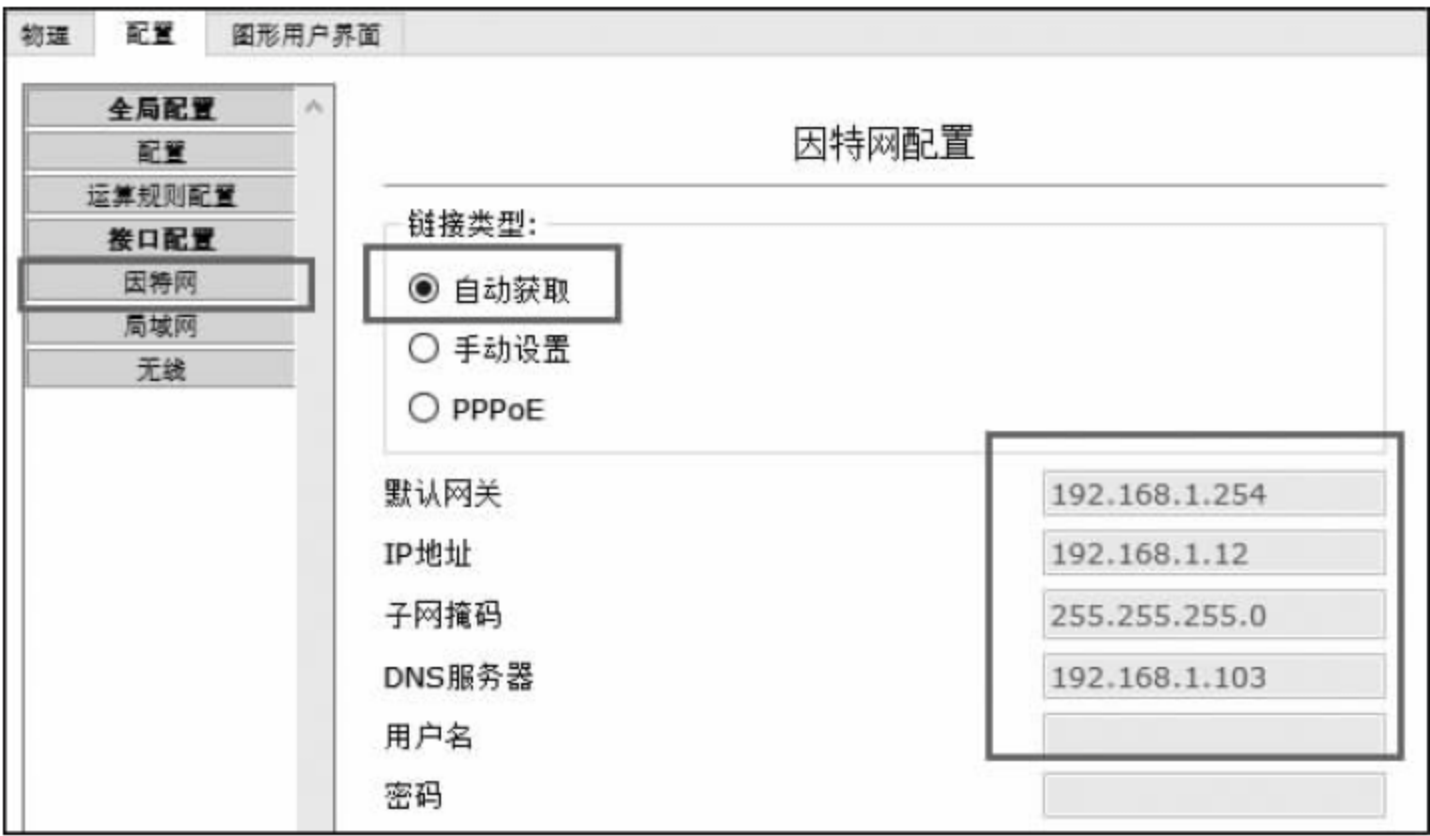 物理 配置 图形用户界面
全局配置
配置
运算规则配置
接口配置
因特网
局域网
无线
因特网配置
链接类型:
自动获取
手动设置
PPPoE
默认网关 192.168.1.254
IP地址 192.168.1.12
子网掩码 255.255.255.0
DNS服务器 192.168.1.103
用户名
密码